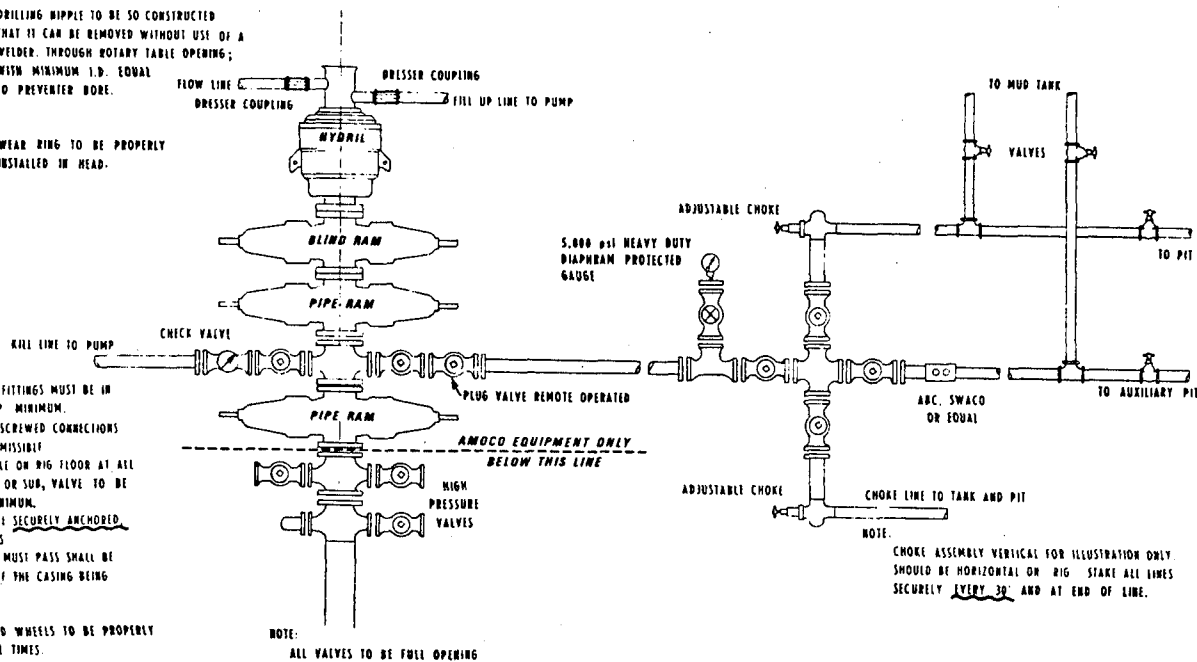 DRILLING NIPPLE TO BE SO CONSTRUCTED
THAT IT CAN BE REMOVED WITHOUT USE OF A
WELDER. THROUGH ROTARY TABLE OPENING;
WITH MINIMUM I.D. EQUAL
PREVENTER BORE.
WEAR RING TO BE PROPERLY
INSTALLED IN HEAD.
FITTINGS MUST BE IN
MINIMUM.
SCREWED CONNECTIONS
ON RIG FLOOR AT ALL
OR SUB, VALVE TO BE
SECURELY ANCHORED,
MUST PASS SHALL BE
THE CASING BEING
WHEELS TO BE PROPERLY
TIMES.
DRESSER COUPLING
FLOW LINE
DRESSER COUPLING
FILL UP LINE TO PUMP
HYDRIL
BLIND RAM
PIPE RAM
CHECK VALVE
KILL LINE TO PUMP
PLUG VALVE REMOTE OPERATED
PIPE RAM
AMOCO EQUIPMENT ONLY
BELOW THIS LINE
HIGH
PRESSURE
VALVES
NOTE:
ALL VALVES TO BE FULL OPENING
TO MUD TANK
VALVES
ADJUSTABLE CHOKE
5,000 psi HEAVY DUTY
DIAPHRAM PROTECTED
GAUGE
TO PIT
ABC, SWACO
OR EQUAL
TO AUXILIARY PIT
ADJUSTABLE CHOKE
CHOKE LINE TO TANK AND PIT
NOTE.
CHOKE ASSEMBLY VERTICAL FOR ILLUSTRATION ONLY
SHOULD BE HORIZONTAL ON RIG STAKE ALL LINES
SECURELY EVERY 30' AND AT END OF LINE.